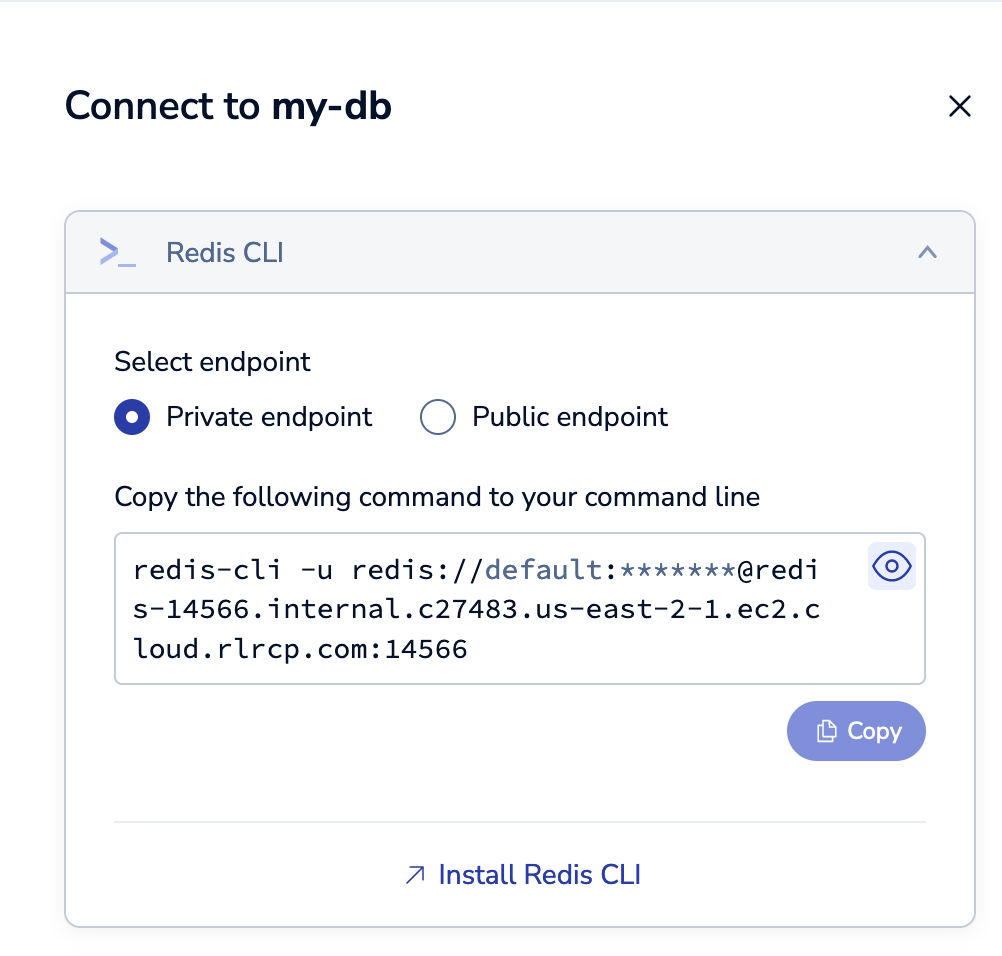 Connect to my-db
>_ Redis CLI
Select endpoint
Private endpoint Public endpoint
Copy the following command to your command line
redis-cli -u redis://default:*******@redi
s-14566.internal.c27483.us-east-2-1.ec2.c
loud.rlrcp.com:14566
Copy
Install Redis CLI